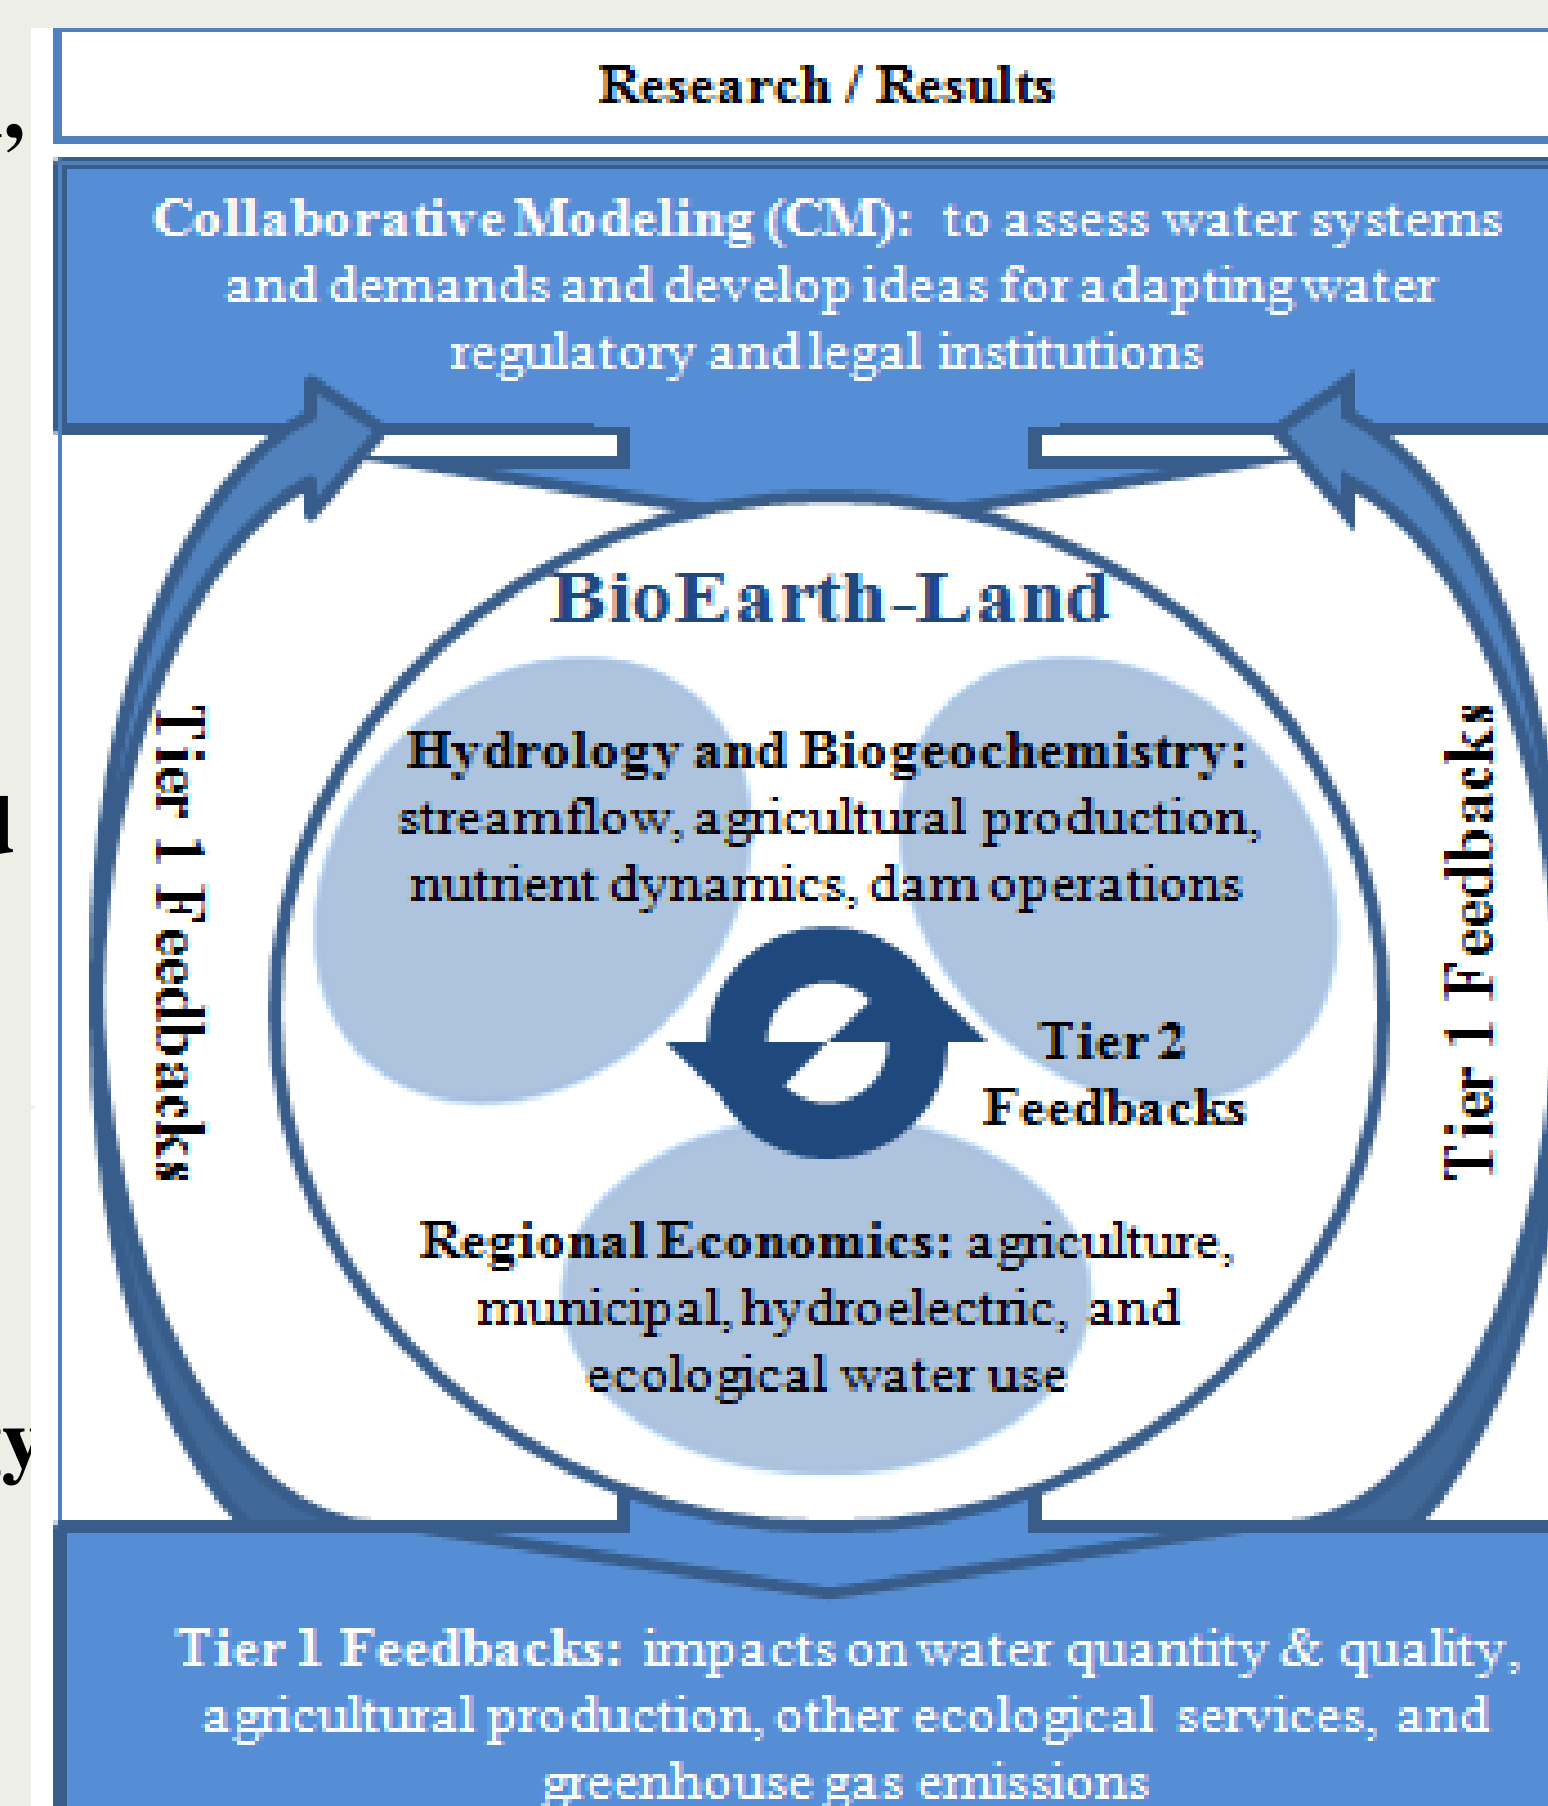 Research / Results
Collaborative Modeling (CM): to assess water systems
and demands and develop ideas for adapting water
regulatory and legal institutions
BioEarth-Land
Hydrology and Biogeochemistry:
streamflow, agricultural production,
nutrient dynamics, dam operations
Tier 1 Feedbacks
Tier 1 Feedbacks
Tier 2
Feedbacks
Regional Economics: agriculture,
municipal, hydroelectric, and
ecological water use
Tier 1 Feedbacks: impacts on water quantity & quality,
agricultural production, other ecological services, and
greenhouse gas emissions